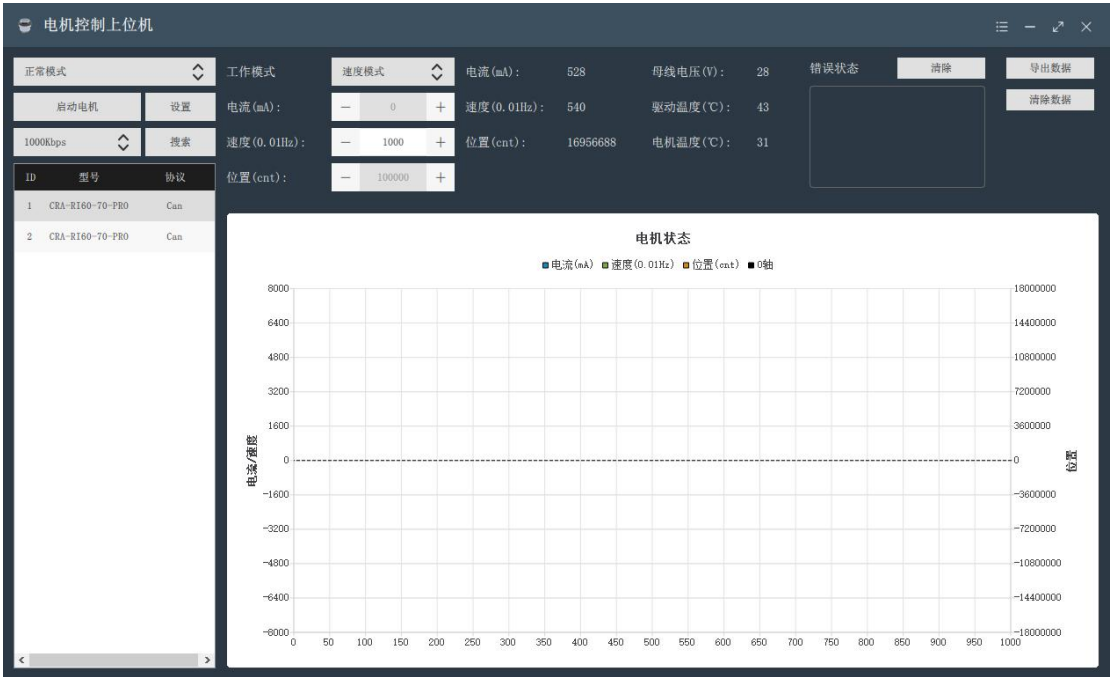 电机控制上位机
正常模式
启动电机 设置
1000Kbps 搜索
ID 型号 协议
1 CRA-RI60-70-PRO Can
2 CRA-RI60-70-PRO Can
工作模式 速度模式
电流(mA): － 0 ＋
速度(0.01Hz): － 1000 ＋
位置(cnt): － 100000 ＋
电流(mA): 528 母线电压(V): 28
速度(0.01Hz): 540 驱动温度(℃): 43
位置(cnt): 16956688 电机温度(℃): 31
错误状态 清除
导出数据
清除数据
电机状态
电流(mA) 速度(0.01Hz) 位置(cnt) 0轴
电流/速度
8000
6400
4800
3200
1600
0
-1600
-3200
-4800
-6400
-8000
0 50 100 150 200 250 300 350 400 450 500 550 600 650 700 750 800 850 900 950 1000
18000000
14400000
10800000
7200000
3600000
0
-3600000
-7200000
-10800000
-14400000
-18000000
位置